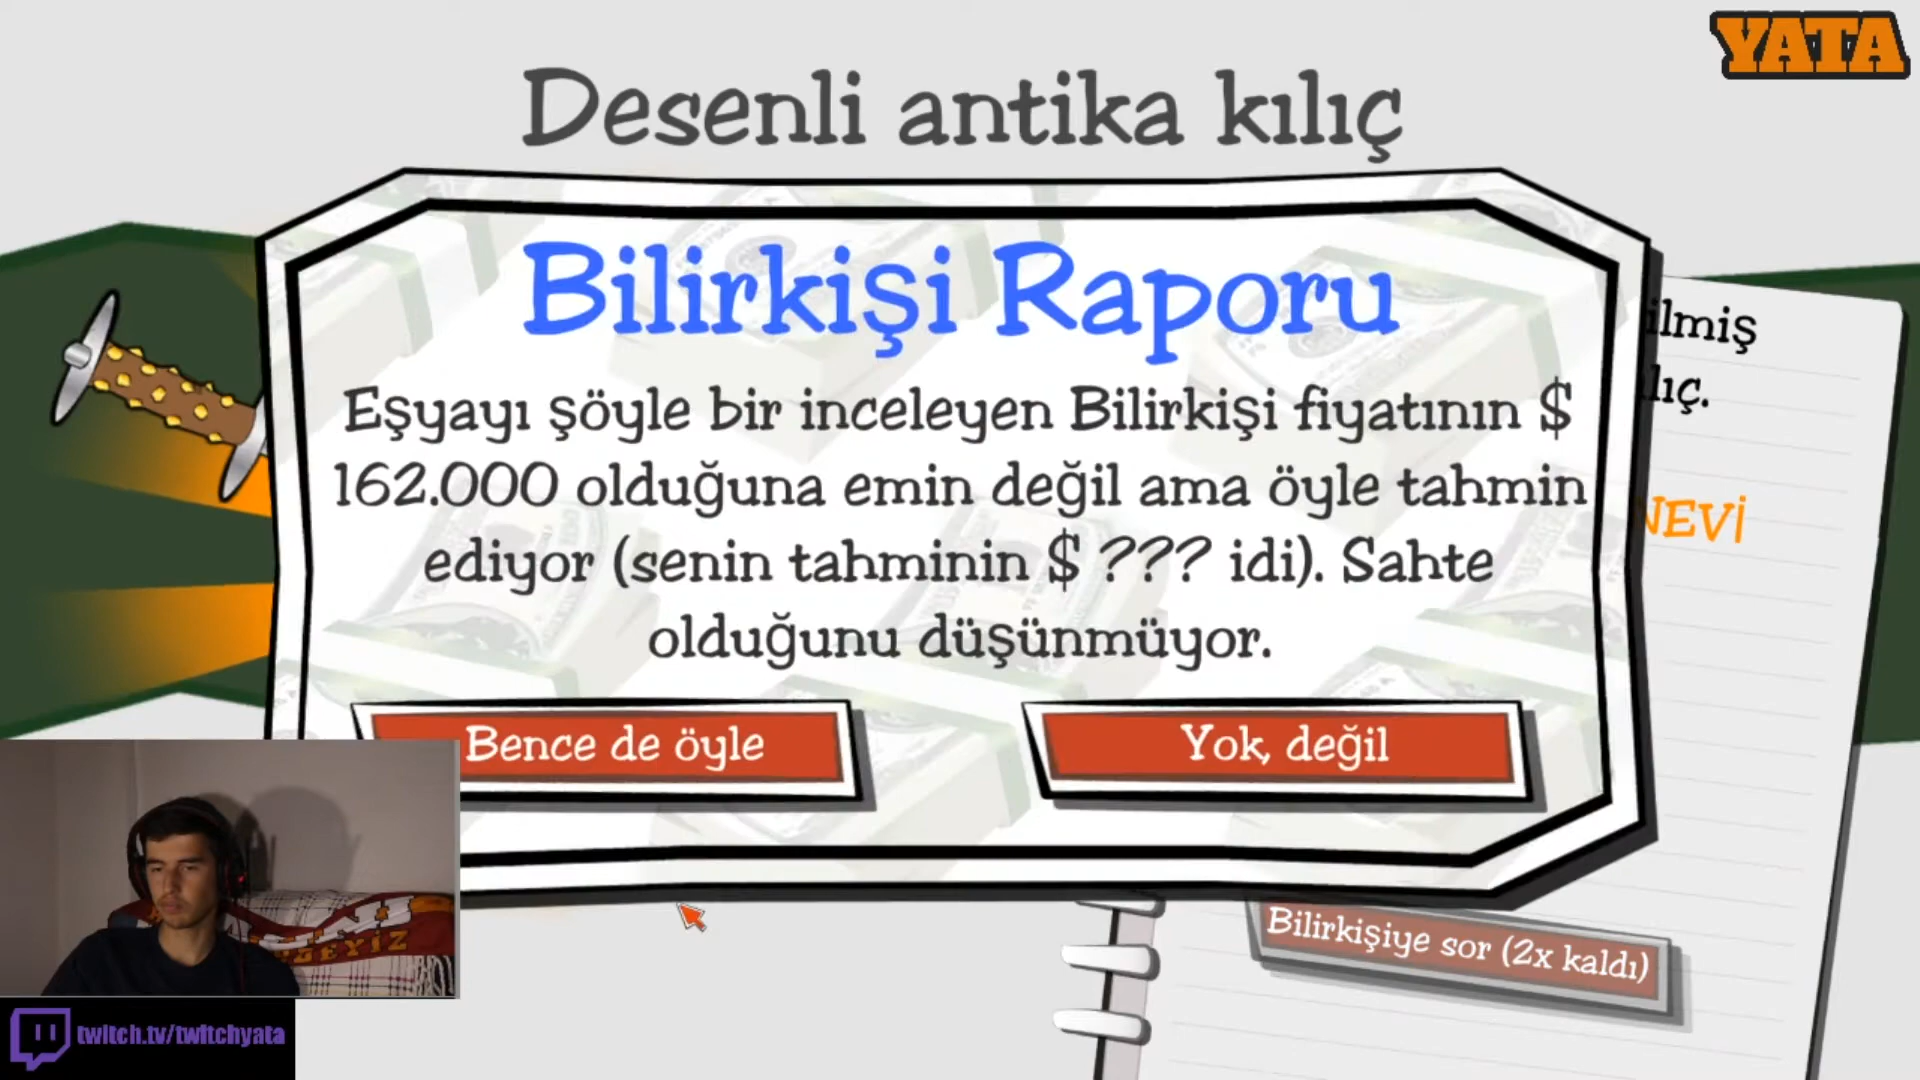 YATA
Desenli antika kılıç
Bilirkişi Raporu
Eşyayı şöyle bir inceleyen Bilirkişi fiyatının $
162.000 olduğuna emin değil ama öyle tahmin
ediyor (senin tahminin $ ??? idi). Sahte
olduğunu düşünmüyor.
Bence de öyle
Yok, değil
ilmiş
lıç.
NEVİ
Bilirkişiye sor (2x kaldı)
twitch.tv/twitchyata